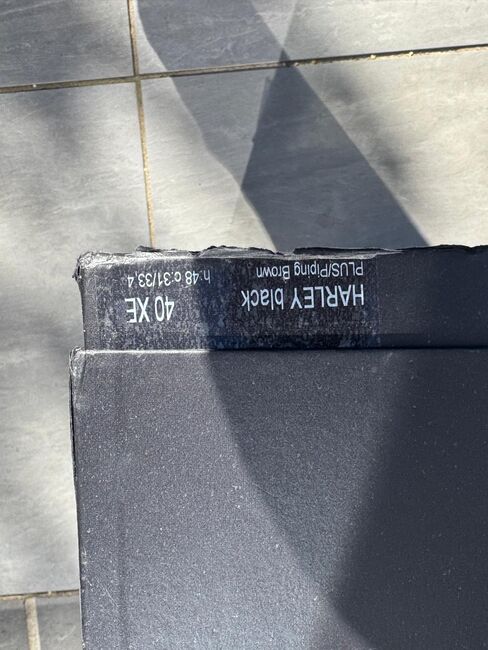 HARLEY black 40 XE
PLUS/Piping Brown h:48 c:31/33,4